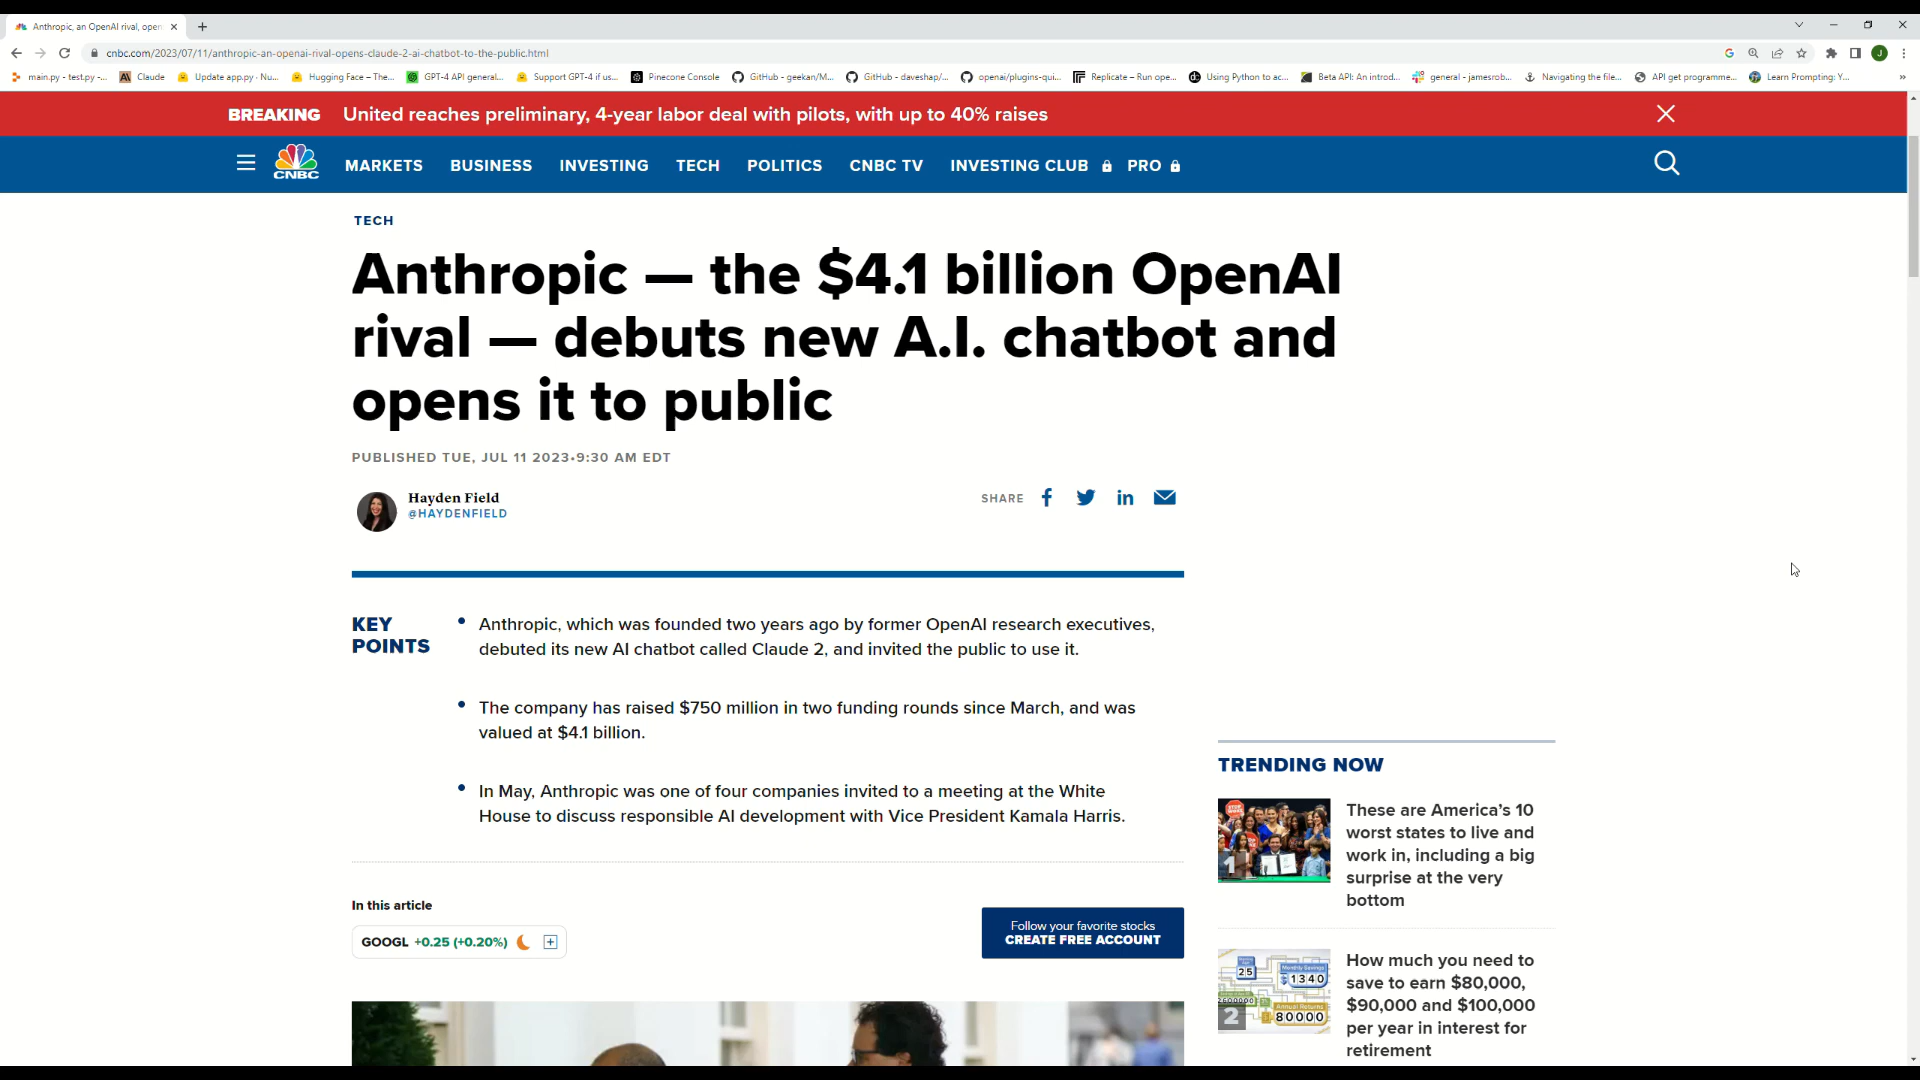 Anthropic, an OpenAI rival, open
cnbc.com/2023/07/11/anthropic-an-openai-rival-opens-claude-2-ai-chatbot-to-the-public.html
J
main.py - test.py -...
Claude
Update app.py · Nu...
Hugging Face – The...
GPT-4 API general...
Support GPT-4 if us...
Pinecone Console
GitHub - geekan/M...
GitHub - daveshap/...
openai/plugins-qui...
Replicate – Run ope...
Using Python to ac...
Beta API: An introd...
general - jamesrob...
Navigating the file...
API get programme...
Learn Prompting: Y...
BREAKING United reaches preliminary, 4-year labor deal with pilots, with up to 40% raises
CNBC
MARKETS BUSINESS INVESTING TECH POLITICS CNBC TV INVESTING CLUB PRO
TECH
Anthropic — the $4.1 billion OpenAI
rival — debuts new A.I. chatbot and
opens it to public
PUBLISHED TUE, JUL 11 2023•9:30 AM EDT
Hayden Field
@HAYDENFIELD
SHARE
KEY
POINTS
• Anthropic, which was founded two years ago by former OpenAI research executives,
debuted its new AI chatbot called Claude 2, and invited the public to use it.
• The company has raised $750 million in two funding rounds since March, and was
valued at $4.1 billion.
• In May, Anthropic was one of four companies invited to a meeting at the White
House to discuss responsible AI development with Vice President Kamala Harris.
In this article
GOOGL +0.25 (+0.20%)
Follow your favorite stocks
CREATE FREE ACCOUNT
TRENDING NOW
1
These are America’s 10
worst states to live and
work in, including a big
surprise at the very
bottom
25
1340
80000
2
How much you need to
save to earn $80,000,
$90,000 and $100,000
per year in interest for
retirement